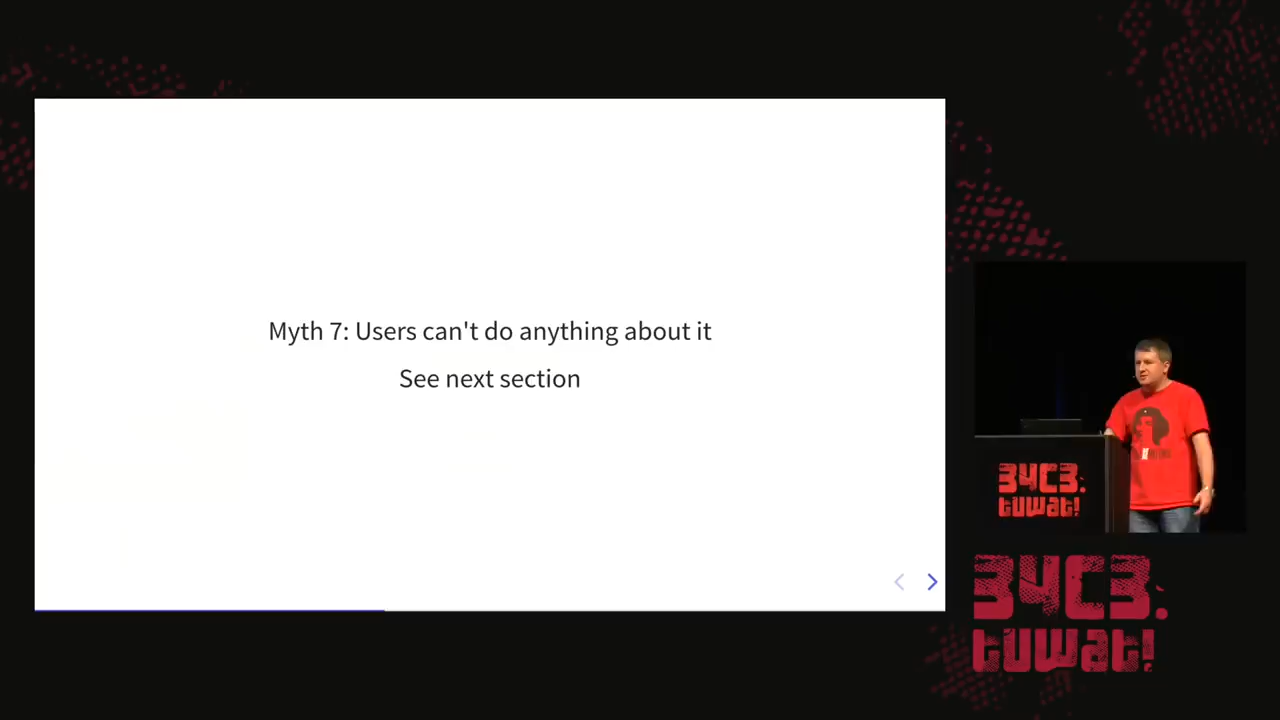 Myth 7: Users can't do anything about it
See next section
34C3.
tuwat!
34C3.
tuwat!